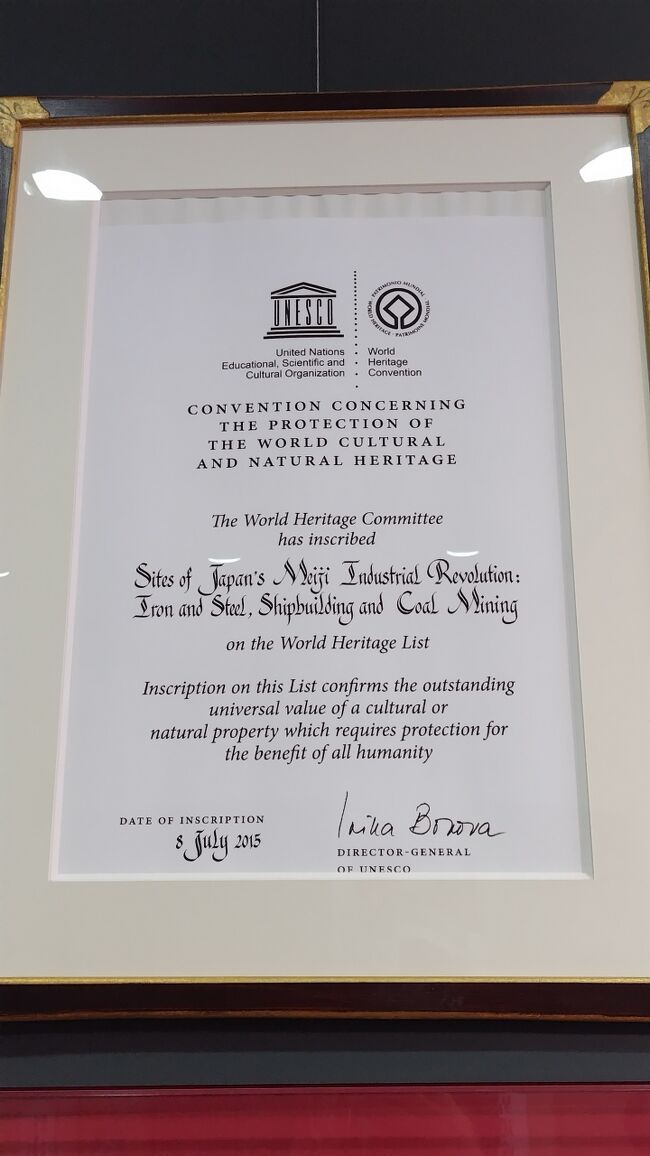 UNESCO
PATRIMONIO MUNDIAL
WORLD HERITAGE · PATRIMOINE MONDIAL
United Nations
Educational, Scientific and
Cultural Organization
World
Heritage
Convention
CONVENTION CONCERNING
THE PROTECTION OF
THE WORLD CULTURAL
AND NATURAL HERITAGE
The World Heritage Committee
has inscribed
Sites of Japan's Meiji Industrial Revolution:
Iron and Steel, Shipbuilding and Coal Mining
on the World Heritage List
Inscription on this List confirms the outstanding
universal value of a cultural or
natural property which requires protection for
the benefit of all humanity
DATE OF INSCRIPTION
8 July 2015
Irina Bokova
DIRECTOR-GENERAL
OF UNESCO